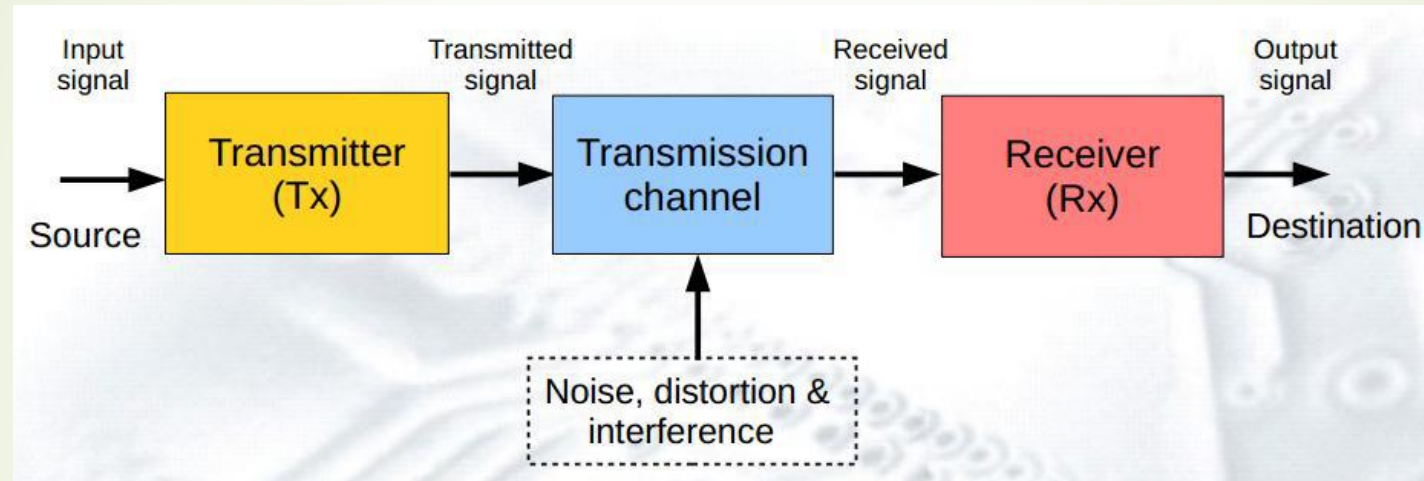 Input
signal
Transmitted
signal
Received
signal
Output
signal
Transmitter
(Tx)
Transmission
channel
Receiver
(Rx)
Source
Destination
Noise, distortion &
interference